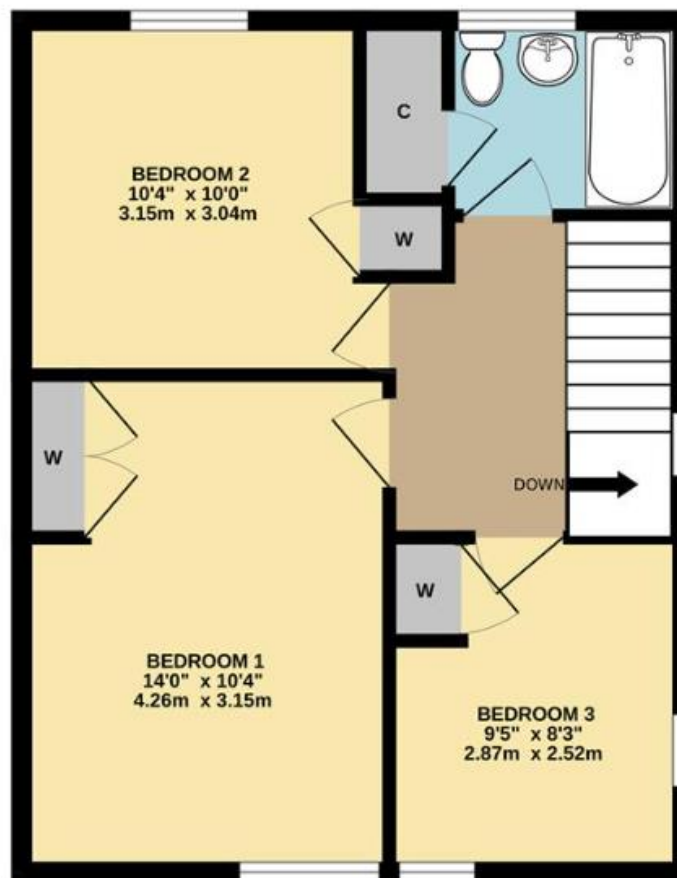 C
BEDROOM 2
10'4" x 10'0"
3.15m x 3.04m
W
W
DOWN
W
BEDROOM 1
14'0" x 10'4"
4.26m x 3.15m
BEDROOM 3
9'5" x 8'3"
2.87m x 2.52m